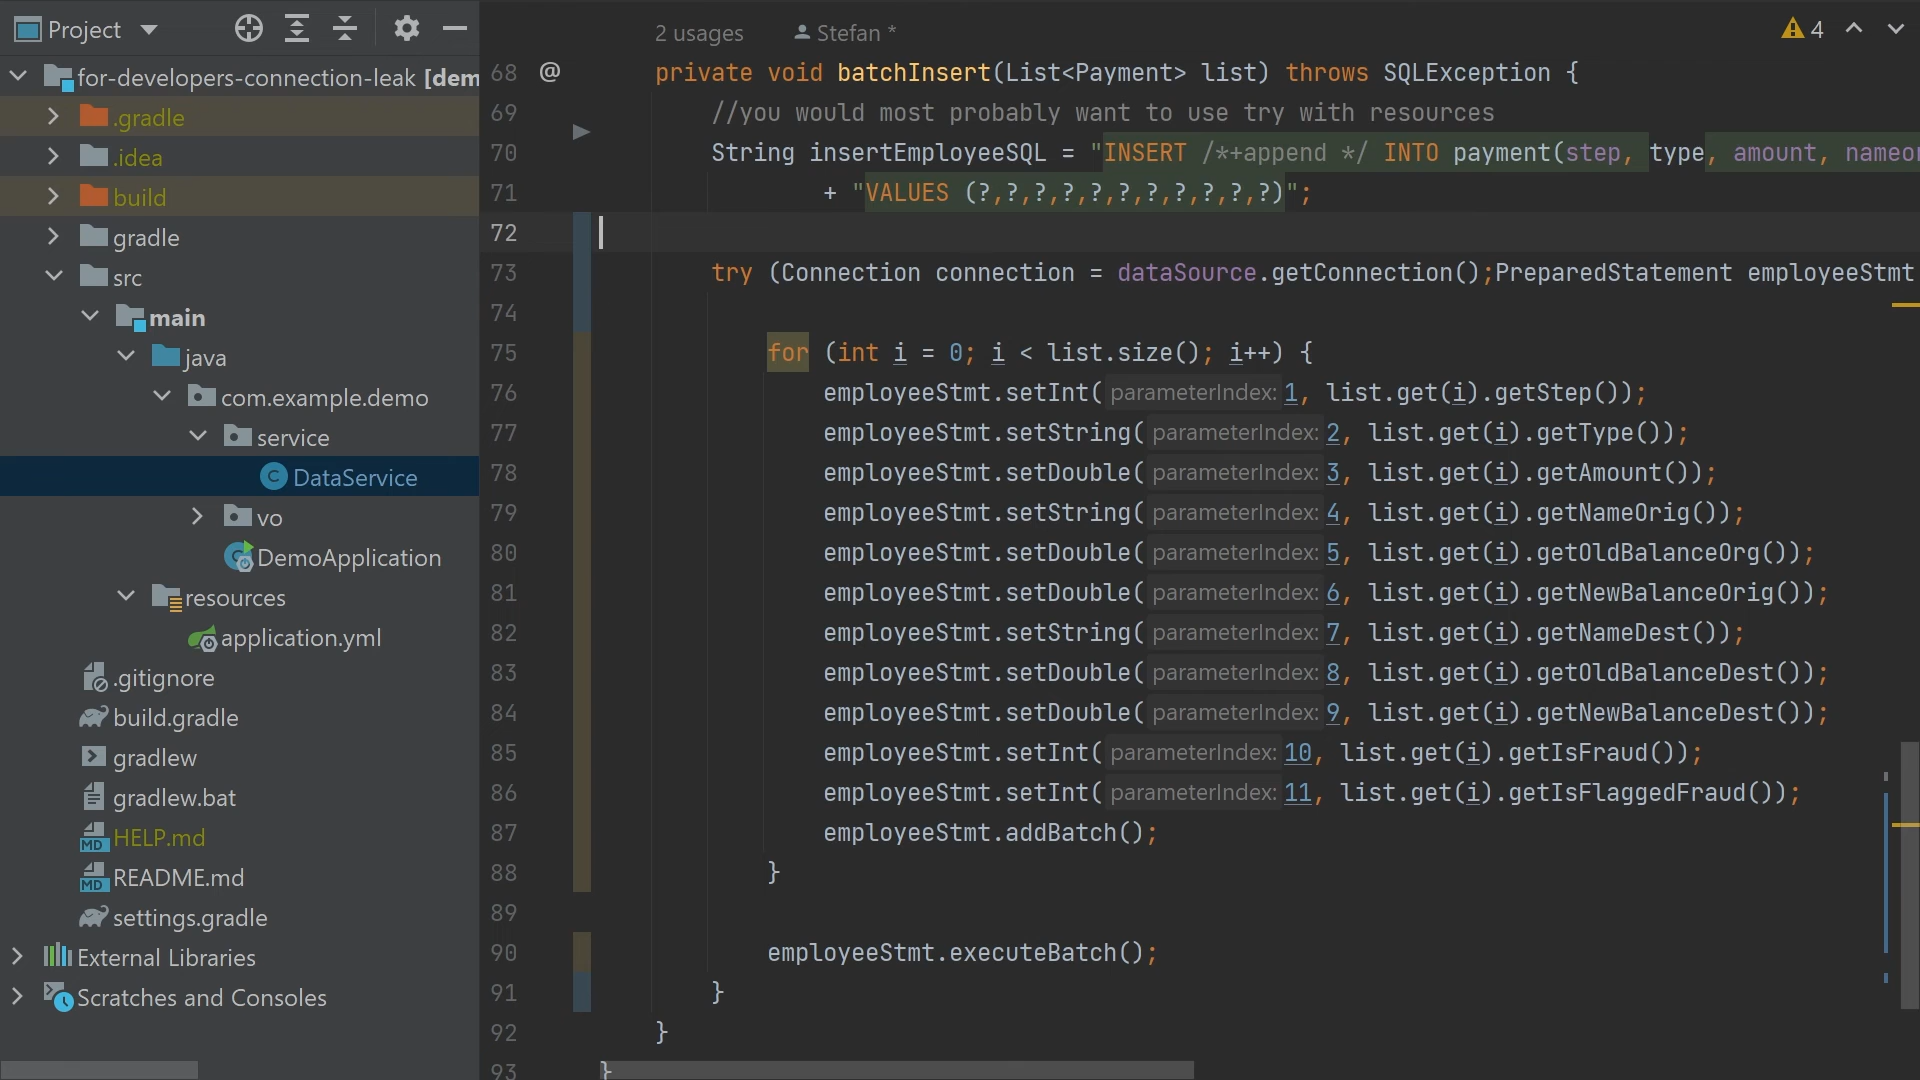 Project
for-developers-connection-leak [dem
.gradle
.idea
build
gradle
src
main
java
com.example.demo
service
DataService
vo
DemoApplication
resources
application.yml
.gitignore
build.gradle
gradlew
gradlew.bat
HELP.md
README.md
settings.gradle
External Libraries
Scratches and Consoles
2 usages Stefan *
4
68 @ private void batchInsert(List<Payment> list) throws SQLException {
69 //you would most probably want to use try with resources
70 String insertEmployeeSQL = "INSERT /*+append */ INTO payment(step, type, amount, nameor
71 + "VALUES (?,?,?,?,?,?,?,?,?,?,?)";
72
73 try (Connection connection = dataSource.getConnection();PreparedStatement employeeStmt
74
75 for (int i = 0; i < list.size(); i++) {
76 employeeStmt.setInt( parameterIndex: 1, list.get(i).getStep());
77 employeeStmt.setString( parameterIndex: 2, list.get(i).getType());
78 employeeStmt.setDouble( parameterIndex: 3, list.get(i).getAmount());
79 employeeStmt.setString( parameterIndex: 4, list.get(i).getNameOrig());
80 employeeStmt.setDouble( parameterIndex: 5, list.get(i).getOldBalanceOrg());
81 employeeStmt.setDouble( parameterIndex: 6, list.get(i).getNewBalanceOrig());
82 employeeStmt.setString( parameterIndex: 7, list.get(i).getNameDest());
83 employeeStmt.setDouble( parameterIndex: 8, list.get(i).getOldBalanceDest());
84 employeeStmt.setDouble( parameterIndex: 9, list.get(i).getNewBalanceDest());
85 employeeStmt.setInt( parameterIndex: 10, list.get(i).getIsFraud());
86 employeeStmt.setInt( parameterIndex: 11, list.get(i).getIsFlaggedFraud());
87 employeeStmt.addBatch();
88 }
89
90 employeeStmt.executeBatch();
91 }
92 }
93 }